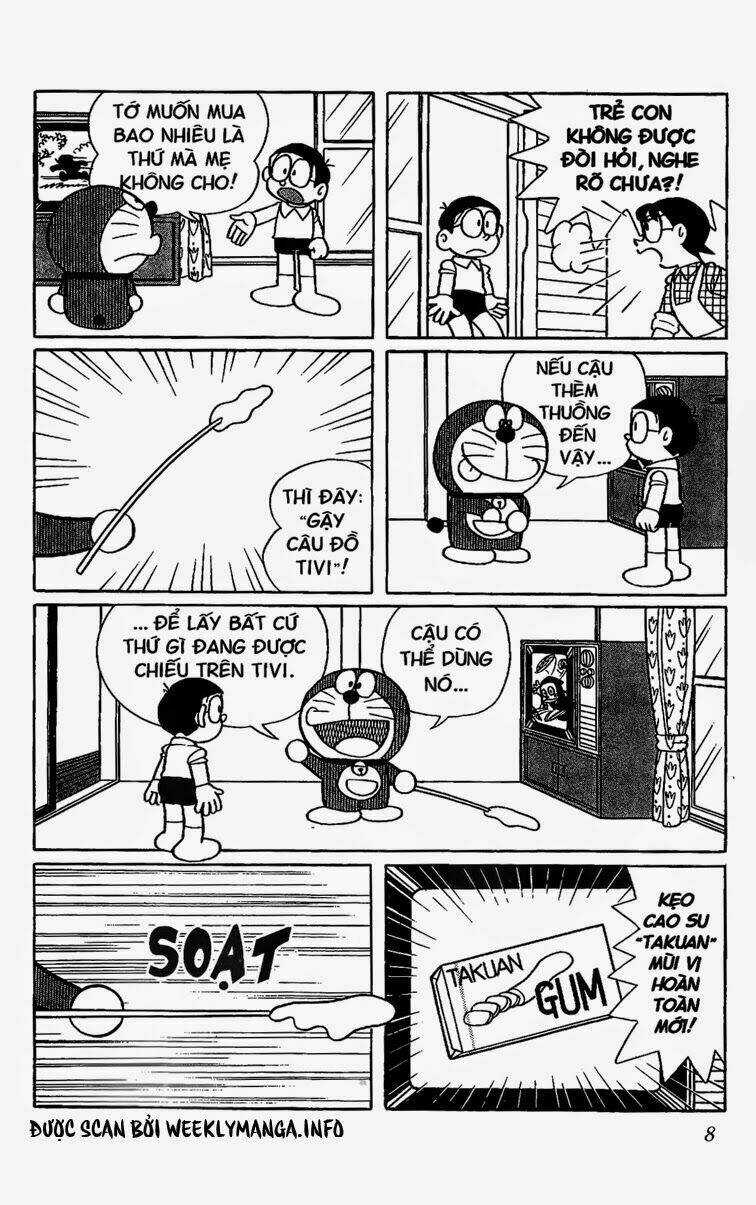 TRẺ CON
KHÔNG ĐƯỢC
ĐÒI HỎI, NGHE
RÕ CHƯA?!
TỚ MUỐN MUA
BAO NHIÊU LÀ
THỨ MÀ MẸ
KHÔNG CHO!
NẾU CẬU
THÈM
THUỒNG
ĐẾN
VẬY...
THÌ ĐÂY:
"GẬY
CÂU ĐỒ
TIVI"!
CẬU CÓ
THỂ DÙNG
NÓ...
... ĐỂ LẤY BẤT CỨ
THỨ GÌ ĐANG ĐƯỢC
CHIẾU TRÊN TIVI.
KẸO
CAO SU
"TAKUAN"
MÙI VỊ
HOÀN
TOÀN
MỚI!
TAKUAN
GUM
SOẠT
ĐƯỢC SCAN BỞI WEEKLYMANGA.INFO
8